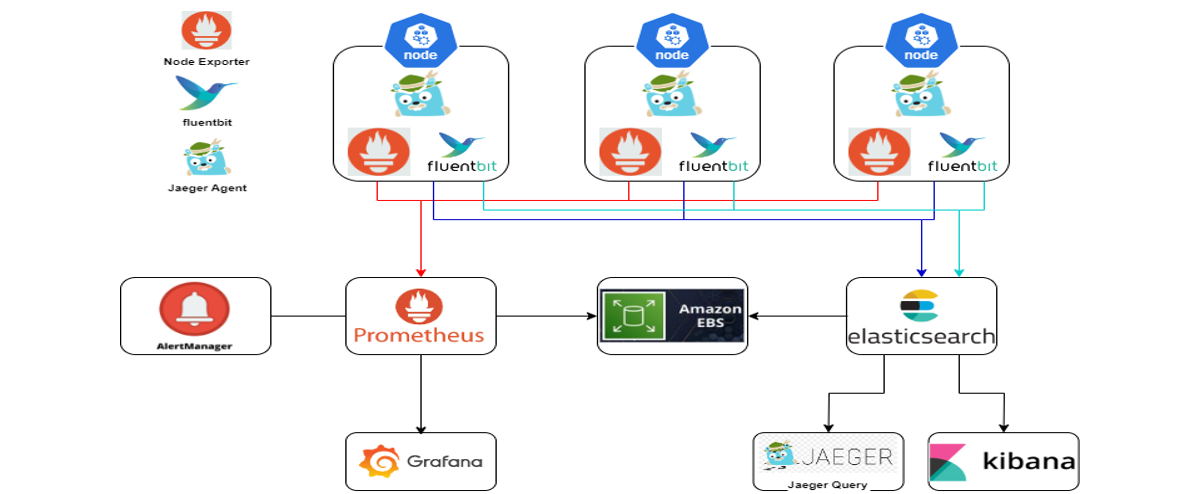 Node Exporter
fluentbit
Jaeger Agent
node
node
node
fluentbit
fluentbit
fluentbit
AlertManager
Prometheus
Amazon
EBS
elasticsearch
Grafana
JAEGER
Jaeger Query
kibana